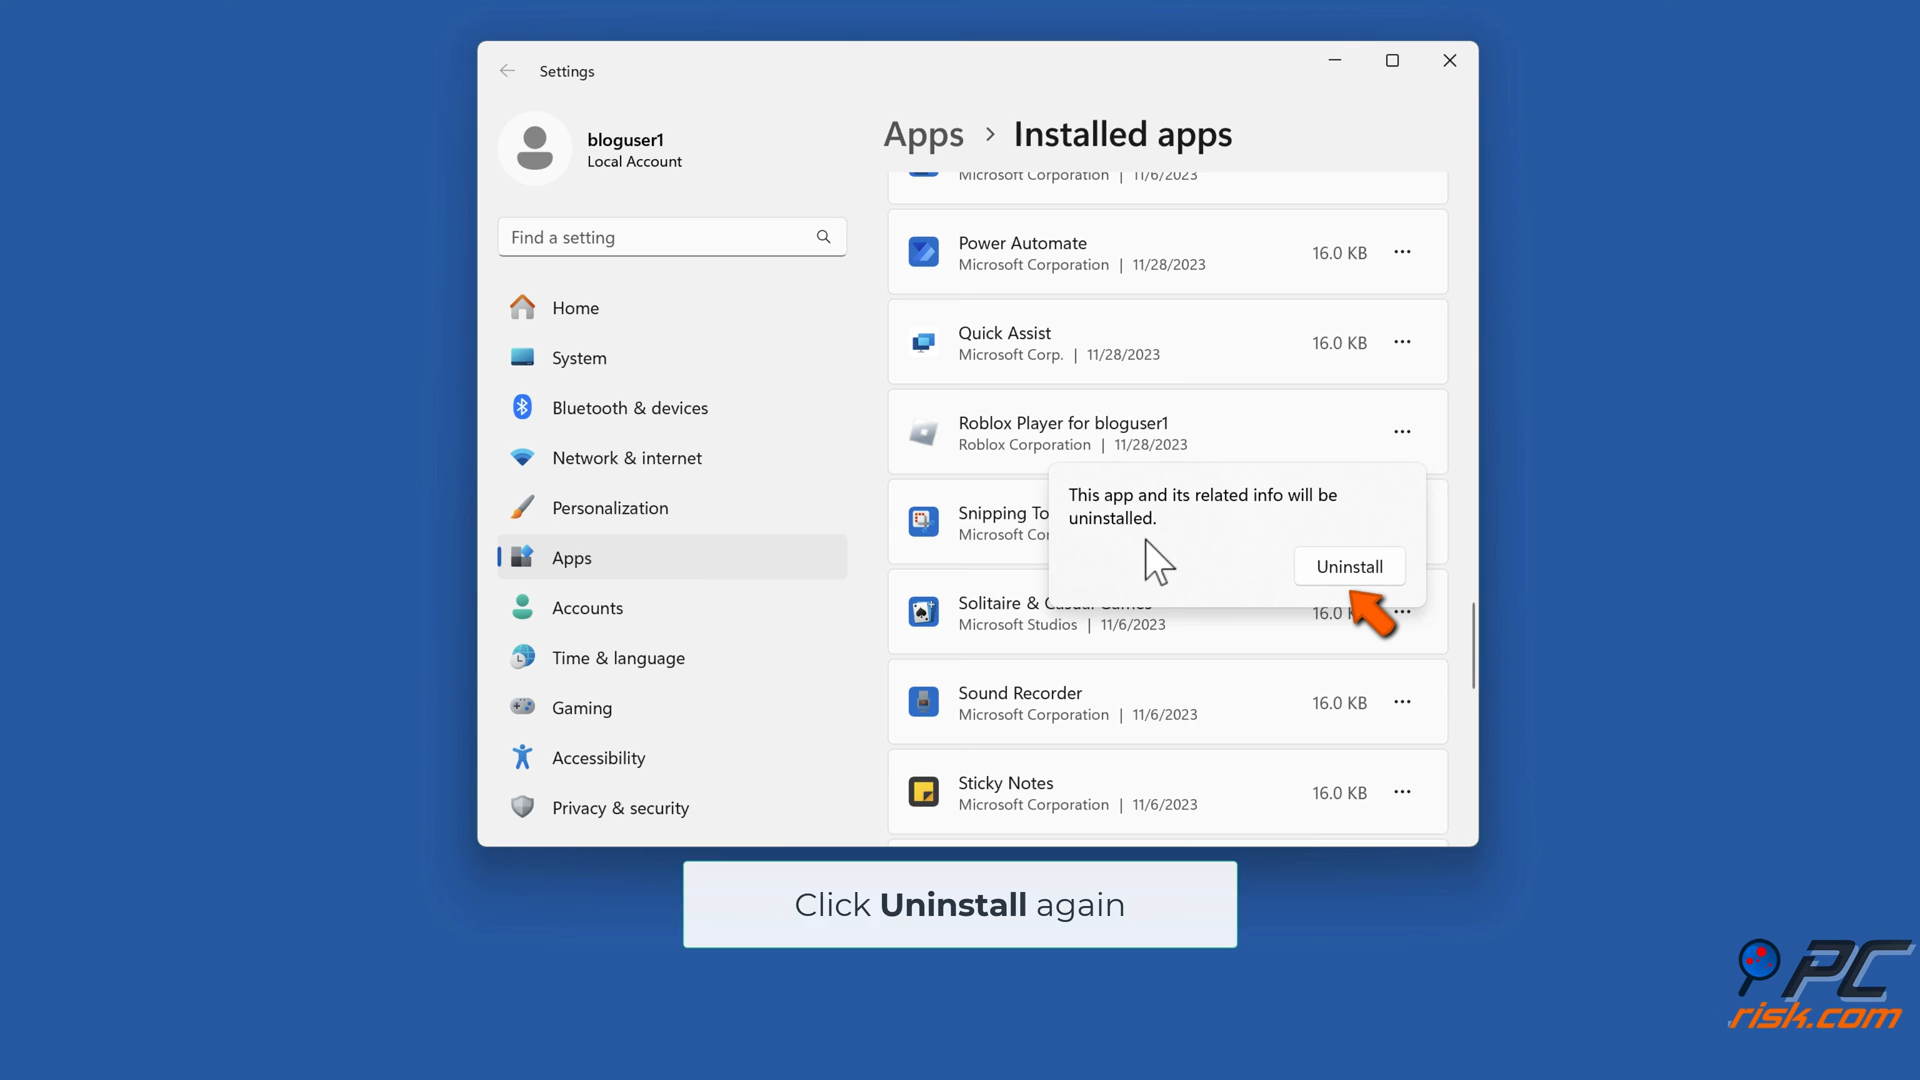 Settings
bloguser1
Local Account
Find a setting
Home
System
Bluetooth & devices
Network & internet
Personalization
Apps
Accounts
Time & language
Gaming
Accessibility
Privacy & security
Apps > Installed apps
Microsoft Corporation | 11/6/2023
Power Automate
Microsoft Corporation | 11/28/2023
16.0 KB
Quick Assist
Microsoft Corp. | 11/28/2023
16.0 KB
Roblox Player for bloguser1
Roblox Corporation | 11/28/2023
This app and its related info will be
uninstalled.
Uninstall
Snipping To
Microsoft Cor
Solitaire & Casual Games
Microsoft Studios | 11/6/2023
16.0
Sound Recorder
Microsoft Corporation | 11/6/2023
16.0 KB
Sticky Notes
Microsoft Corporation | 11/6/2023
16.0 KB
Click Uninstall again
PC
risk.com